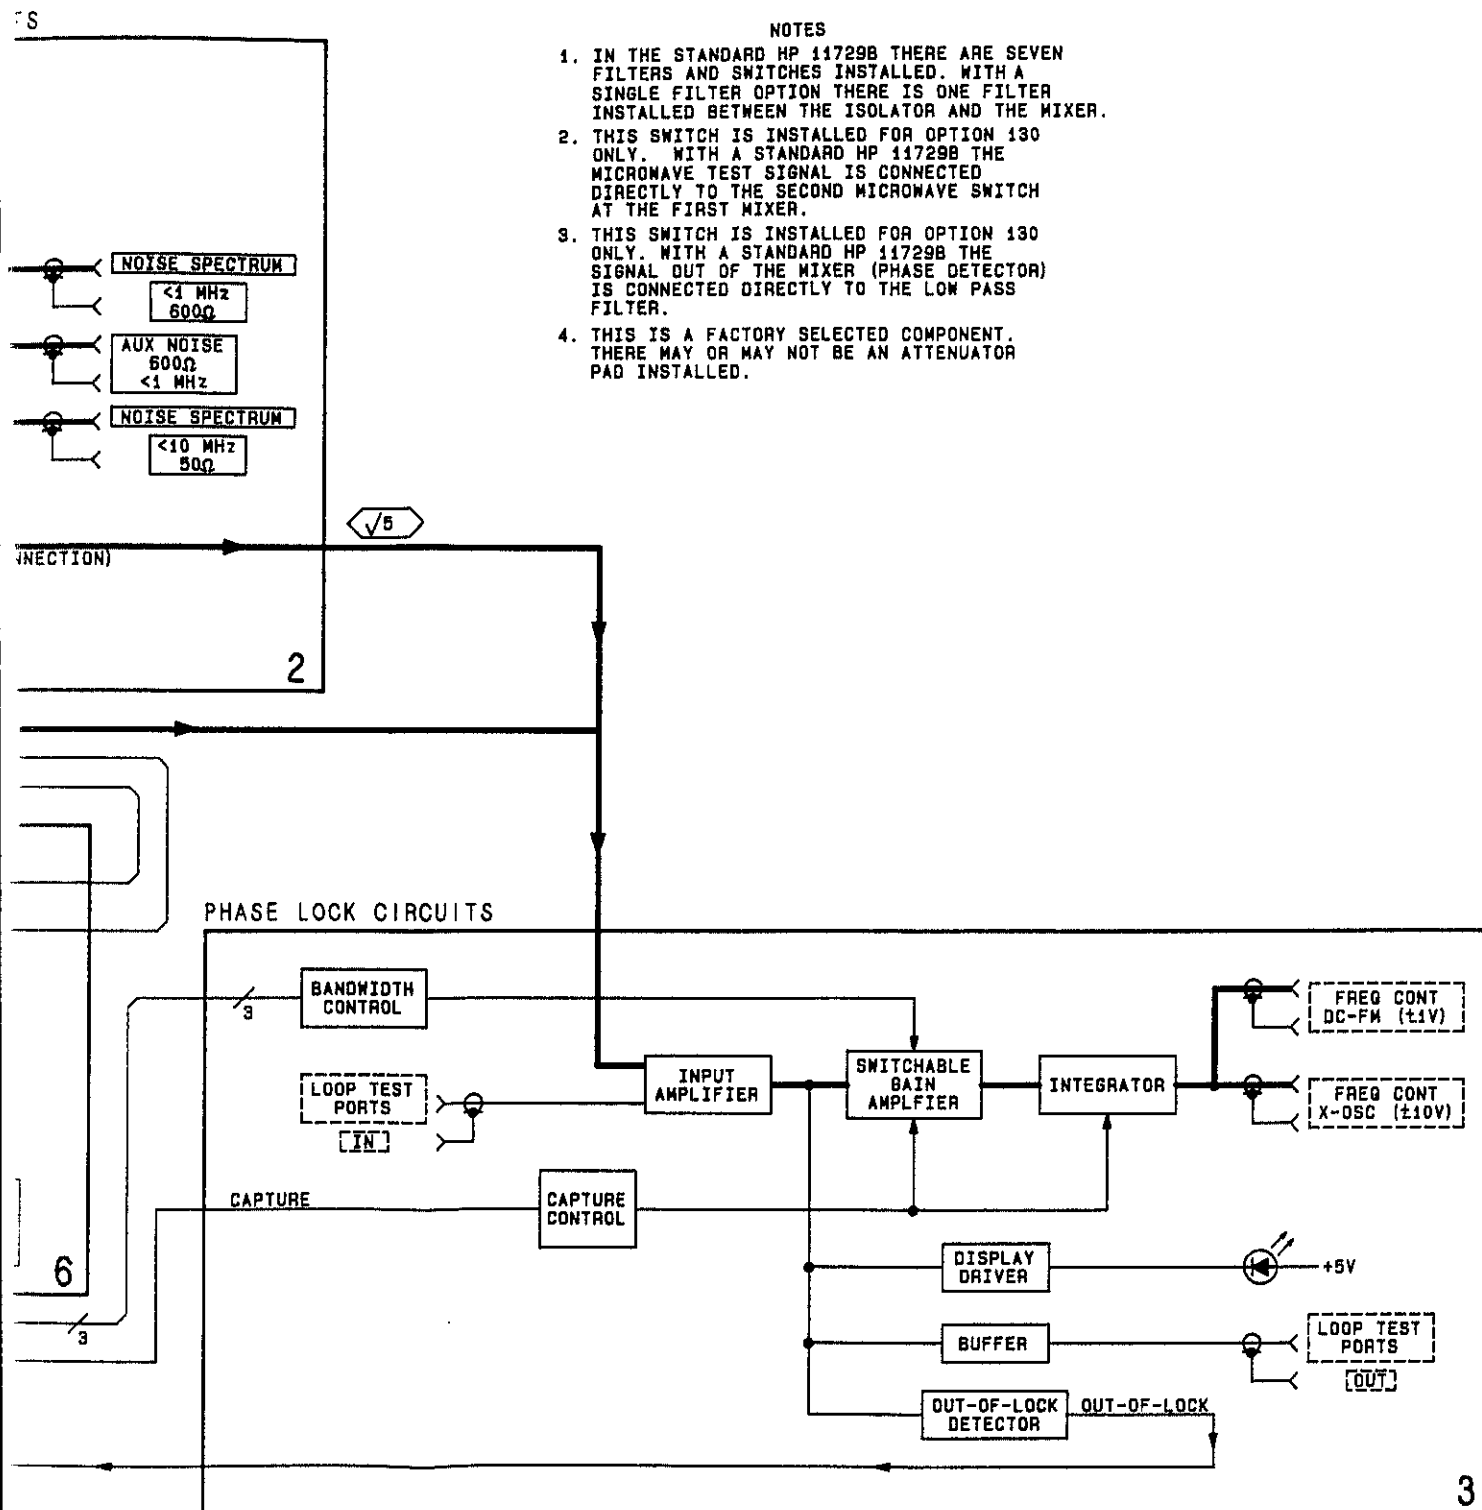 TS
NOTES
1. IN THE STANDARD HP 11729B THERE ARE SEVEN
FILTERS AND SWITCHES INSTALLED. WITH A
SINGLE FILTER OPTION THERE IS ONE FILTER
INSTALLED BETWEEN THE ISOLATOR AND THE MIXER.
2. THIS SWITCH IS INSTALLED FOR OPTION 130
ONLY. WITH A STANDARD HP 11729B THE
MICROWAVE TEST SIGNAL IS CONNECTED
DIRECTLY TO THE SECOND MICROWAVE SWITCH
AT THE FIRST MIXER.
3. THIS SWITCH IS INSTALLED FOR OPTION 130
ONLY. WITH A STANDARD HP 11729B THE
SIGNAL OUT OF THE MIXER (PHASE DETECTOR)
IS CONNECTED DIRECTLY TO THE LOW PASS
FILTER.
4. THIS IS A FACTORY SELECTED COMPONENT.
THERE MAY OR MAY NOT BE AN ATTENUATOR
PAD INSTALLED.
NOISE SPECTRUM
<1 MHz
600Ω
AUX NOISE
600Ω
<1 MHz
NOISE SPECTRUM
<10 MHz
50Ω
√5
NNECTION)
2
PHASE LOCK CIRCUITS
3
BANDWIDTH
CONTROL
FREQ CONT
DC-FM (±1V)
LOOP TEST
PORTS
IN
INPUT
AMPLIFIER
SWITCHABLE
GAIN
AMPLFIER
INTEGRATOR
FREQ CONT
X-OSC (±10V)
CAPTURE
CAPTURE
CONTROL
6
DISPLAY
DRIVER
+5V
3
BUFFER
LOOP TEST
PORTS
OUT
OUT-OF-LOCK
DETECTOR
OUT-OF-LOCK
3